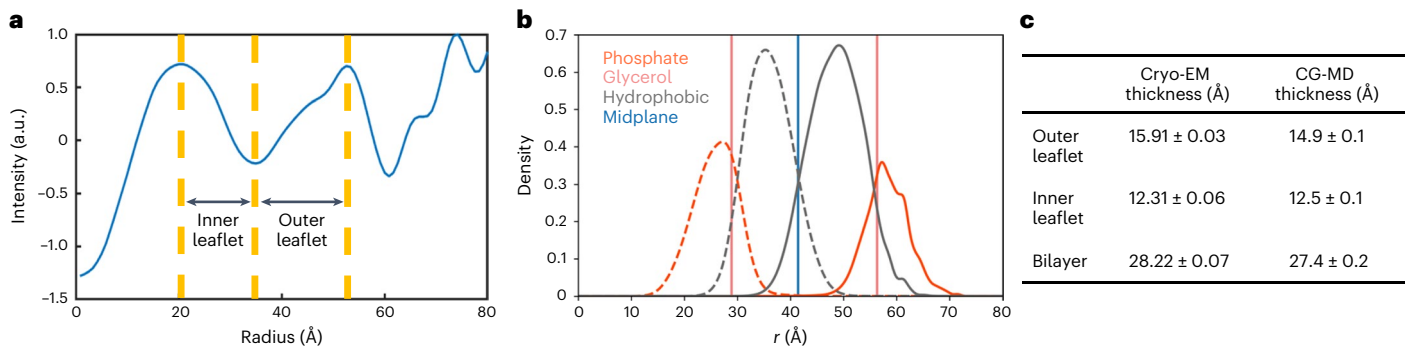 a
1.0
0.5
0
–0.5
–1.0
–1.5
Intensity (a.u.)
Inner
leaflet
Outer
leaflet
0
20
40
60
80
Radius (Å)
b
0.7
0.6
0.5
0.4
0.3
0.2
0.1
0
Density
Phosphate
Glycerol
Hydrophobic
Midplane
0
10
20
30
40
50
60
70
80
r (Å)
c
Cryo-EM
thickness (Å)
CG-MD
thickness (Å)
Outer
leaflet
15.91 ± 0.03
14.9 ± 0.1
Inner
leaflet
12.31 ± 0.06
12.5 ± 0.1
Bilayer
28.22 ± 0.07
27.4 ± 0.2